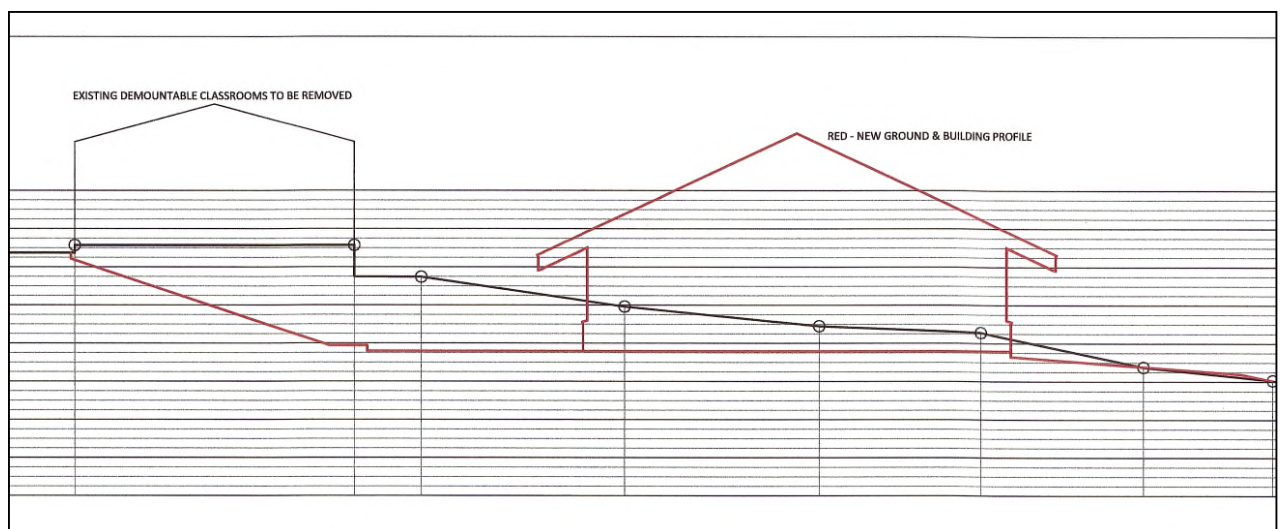 EXISTING DEMOUNTABLE CLASSROOMS TO BE REMOVED
RED - NEW GROUND & BUILDING PROFILE